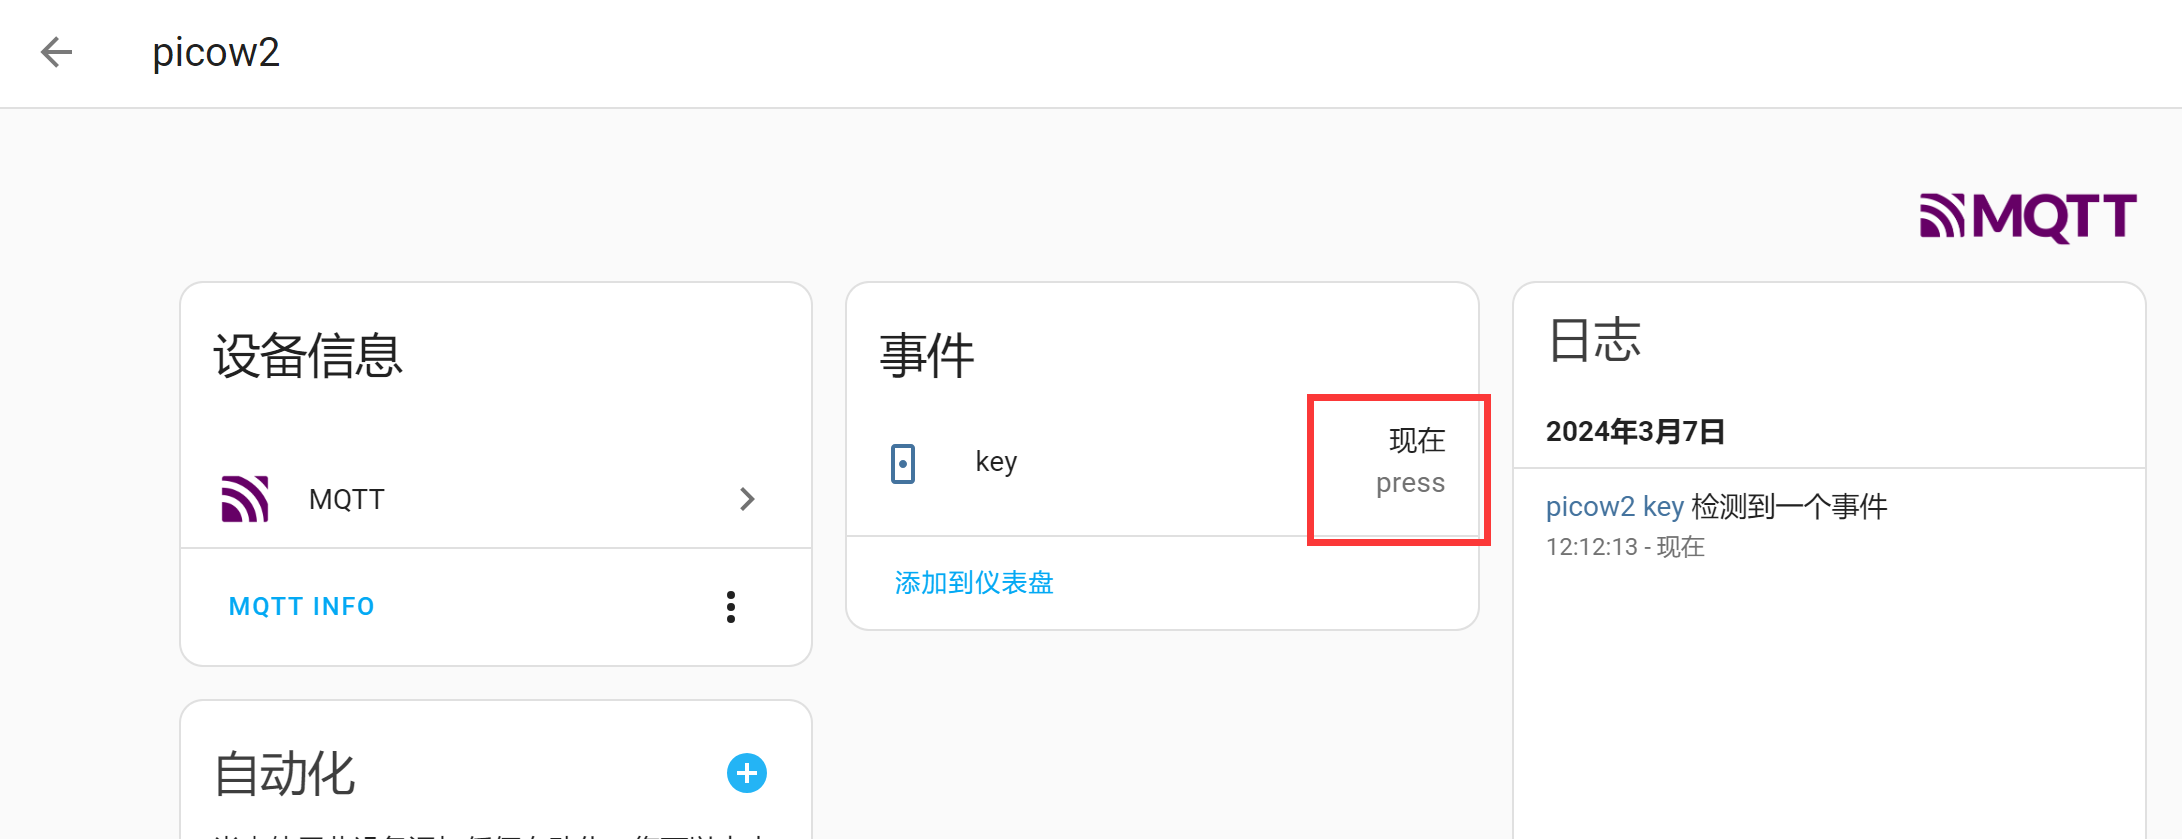 picow2
MQTT
设备信息
MQTT
MQTT INFO
自动化
事件
key
现在
press
添加到仪表盘
日志
2024年3月7日
picow2 key 检测到一个事件
12:12:13 - 现在